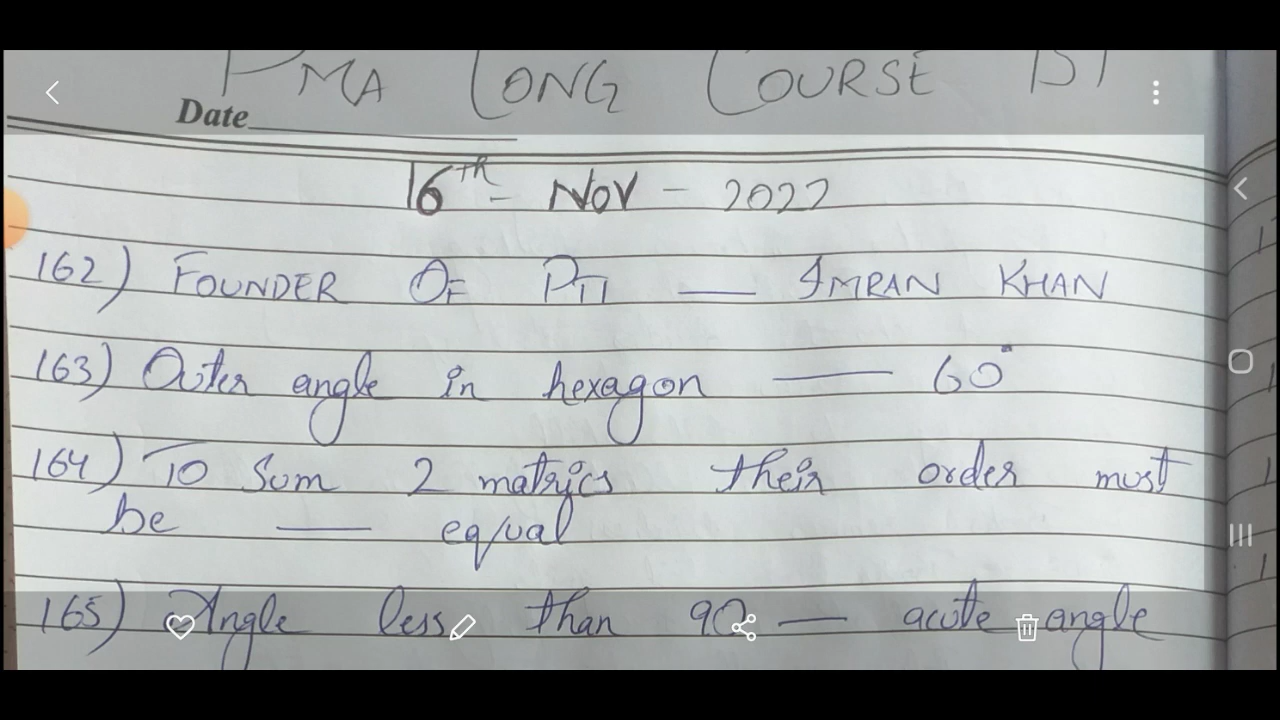 PMA LONG COURSE 151
Date
16th - NOV - 2022
162) FOUNDER OF PTI — IMRAN KHAN
163) Outer angle in hexagon — 60°
164) To Sum 2 matrics their order must
be — equal
165) Angle less than 90 — acute angle